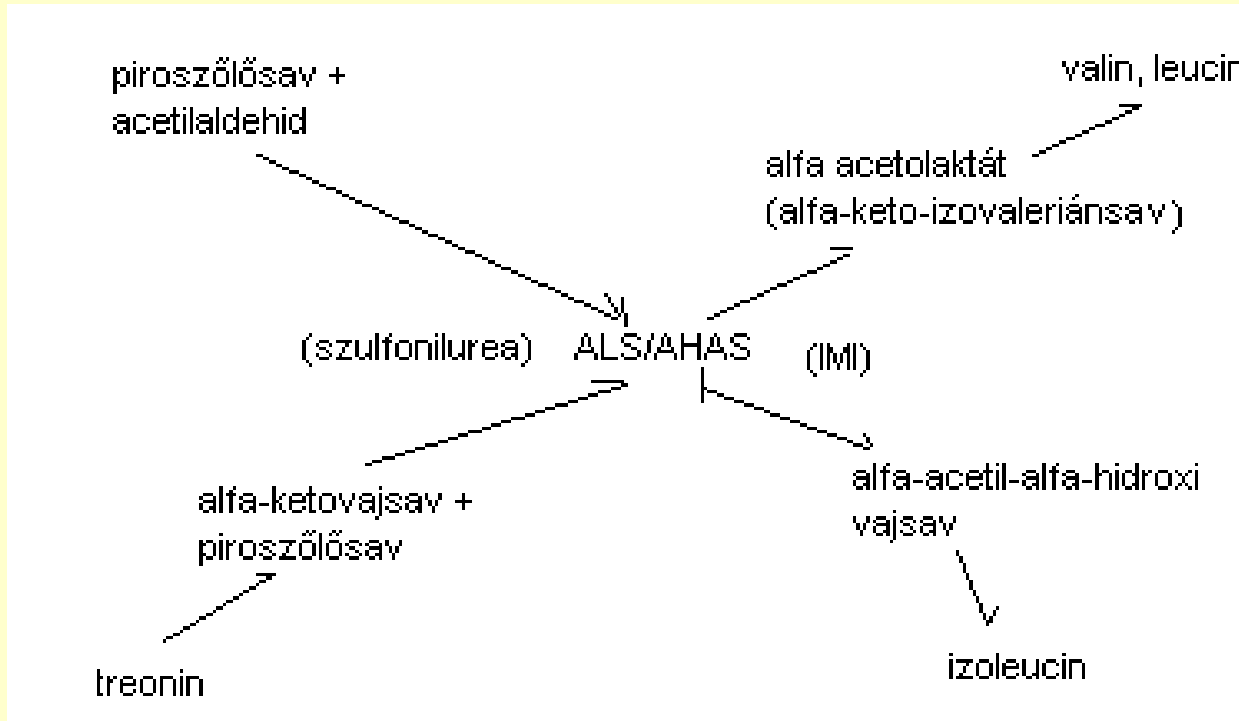 piroszőlősav +
acetilaldehid
valin, leucin
alfa acetolaktát
(alfa-keto-izovaleriánsav)
(szulfonilurea) ALS/AHAS (IMI)
alfa-ketovajsav +
piroszőlősav
alfa-acetil-alfa-hidroxi
vajsav
treonin
izoleucin